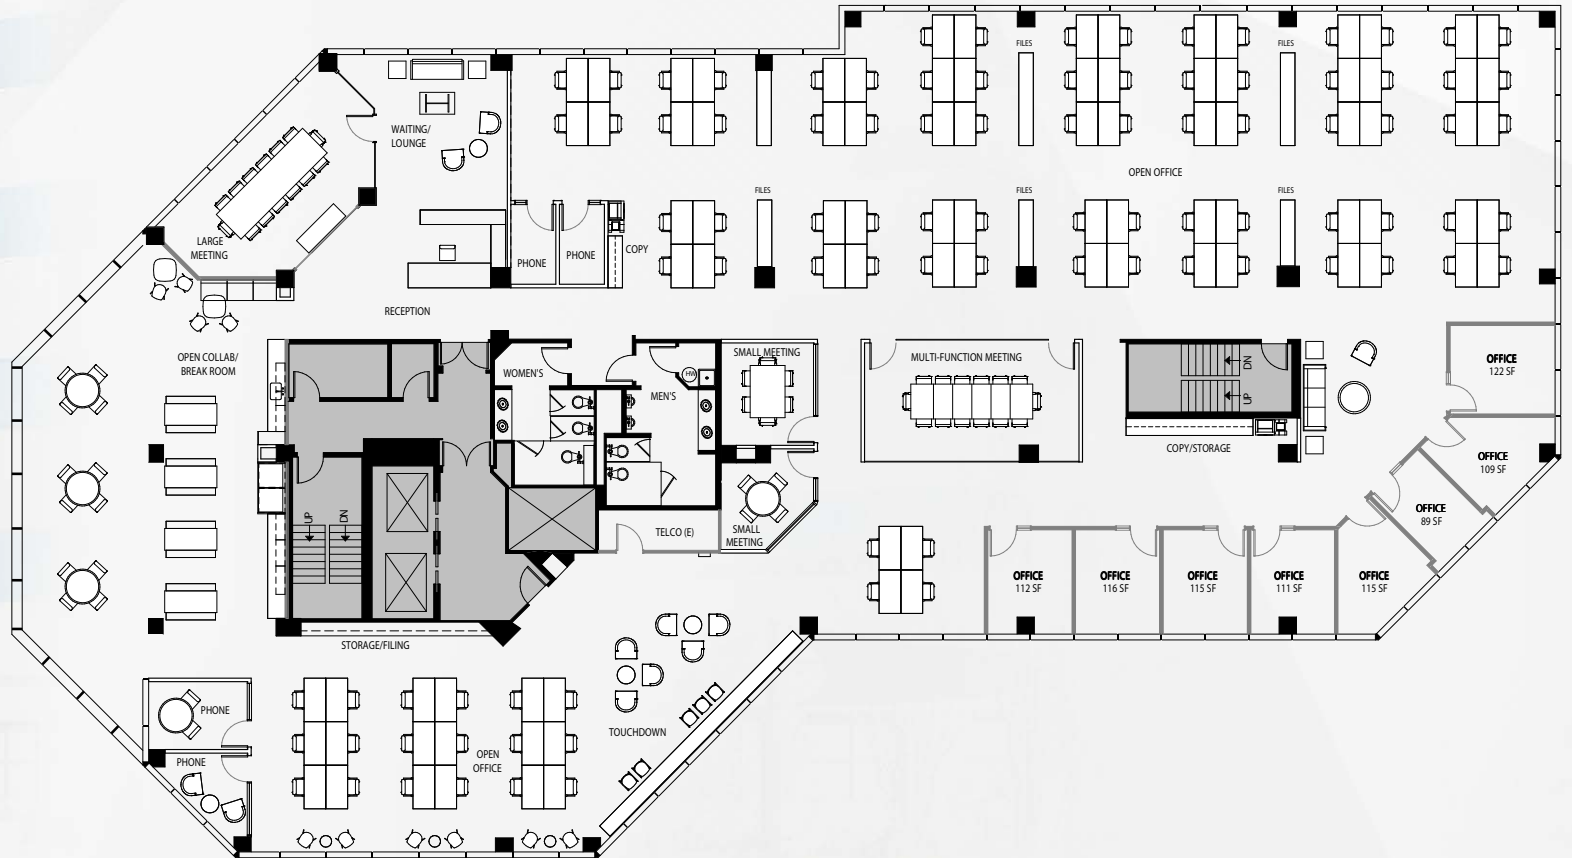 FILES
FILES
WAITING/
LOUNGE
OPEN OFFICE
FILES
FILES
FILES
LARGE
MEETING
PHONE
PHONE
COPY
RECEPTION
OPEN COLLAB/
BREAK ROOM
WOMEN'S
MEN'S
HW
SMALL MEETING
MULTI-FUNCTION MEETING
DN
UP
OFFICE
122 SF
COPY/STORAGE
OFFICE
109 SF
OFFICE
89 SF
UP
DN
TELCO (E)
SMALL
MEETING
OFFICE
112 SF
OFFICE
116 SF
OFFICE
115 SF
OFFICE
111 SF
OFFICE
115 SF
STORAGE/FILING
PHONE
PHONE
OPEN
OFFICE
TOUCHDOWN